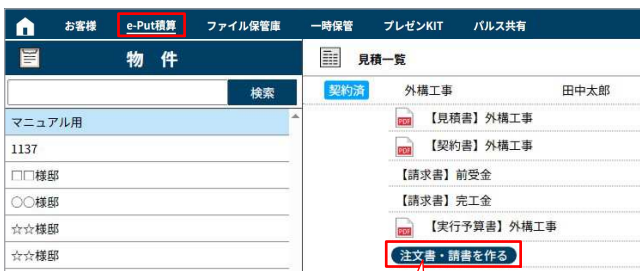 お客様 e-Put積算 ファイル保管庫 一時保管 プレゼンKIT パルス共有
物 件
検索
マニュアル用
1137
□□様邸
○○様邸
☆☆様邸
☆☆様邸
見積一覧
契約済 外構工事 田中太郎
PDF 【見積書】外構工事
PDF 【契約書】外構工事
【請求書】前受金
【請求書】完工金
PDF 【実行予算書】外構工事
注文書・請書を作る